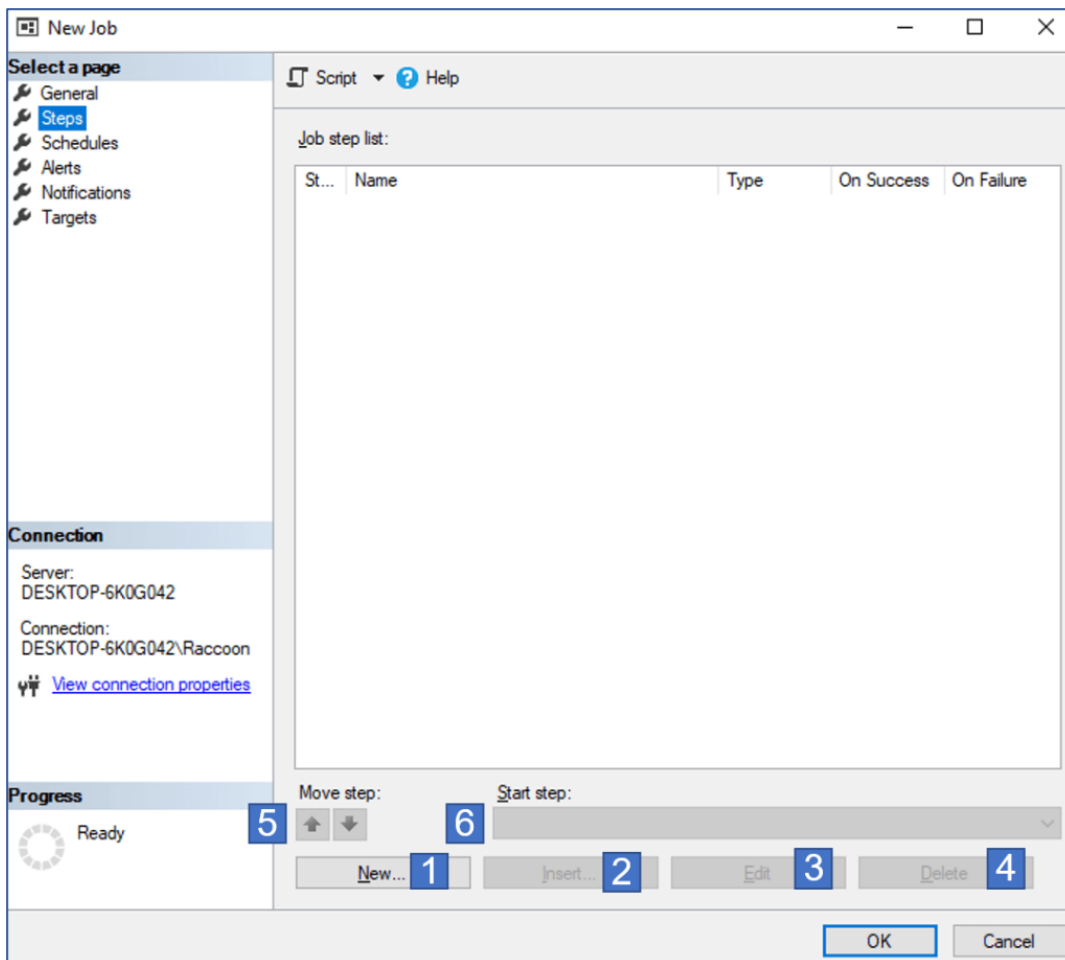 New Job
Select a page
General
Steps
Schedules
Alerts
Notifications
Targets
Script
Help
Job step list:
St... Name Type On Success On Failure
Connection
Server:
DESKTOP-6K0G042
Connection:
DESKTOP-6K0G042\Raccoon
View connection properties
Progress
Ready
Move step: Start step:
5 6
New... 1 Insert... 2 Edit 3 Delete 4
OK Cancel